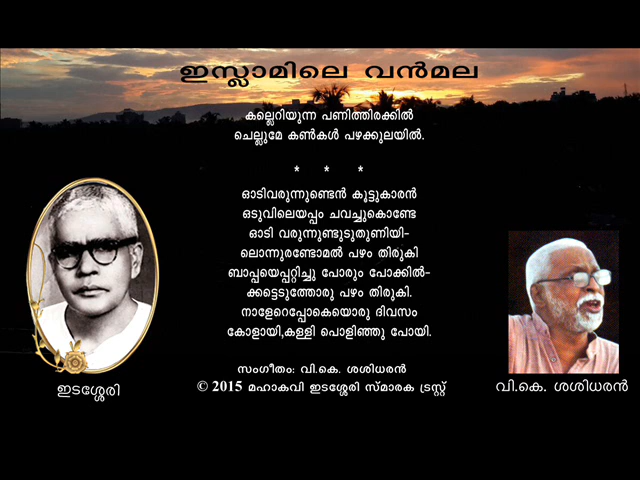 ഇസ്ലാമിലെ വൻമല
കല്ലെറിയുന്ന പണിത്തിരക്കിൽ
ചെല്ലുമേ കൺകൾ പഴക്കുലയിൽ.
* * *
ഓടിവരുന്നുണ്ടെൻ കൂട്ടുകാരൻ
ഒടുവിലെയപ്പം ചവച്ചുകൊണ്ടേ
ഓടി വരുന്നുണ്ടുടുതുണിയി-
ലൊന്നുരണ്ടോമൽ പഴം തിരുകി
ബാപ്പയെപ്പറ്റിച്ചു പോരും പോക്കിൽ-
ക്കട്ടെടുത്തോരു പഴം തിരുകി.
നാളേറെപ്പോകെയൊരു ദിവസം
കോളായി,കള്ളി പൊളിഞ്ഞു പോയി.
സംഗീതം: വി.കെ. ശശിധരൻ
© 2015 മഹാകവി ഇടശ്ശേരി സ്മാരക ട്രസ്റ്റ്
ഇടശ്ശേരി
വി.കെ. ശശിധരൻ